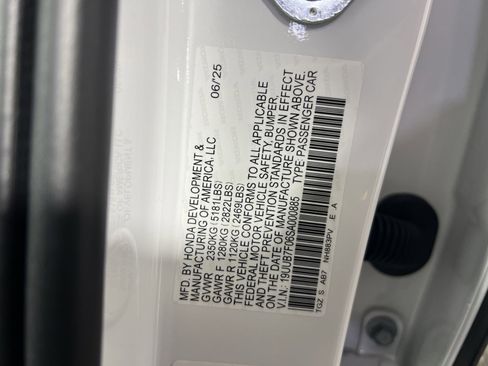 MFD. BY HONDA DEVELOPMENT &
MANUFACTURING OF AMERICA, LLC
06/'25
GVWR 2350KG(5181LBS)
GAWR F 1280KG(2822LBS)
GAWR R 1120KG(2469LBS)
THIS VEHICLE CONFORMS TO ALL APPLICABLE
FEDERAL MOTOR VEHICLE SAFETY, BUMPER,
AND THEFT PREVENTION STANDARDS IN EFFECT
ON THE DATE OF MANUFACTURE SHOWN ABOVE.
V.I.N.: 19UUB7F06SA000885 TYPE: PASSENGER CAR
TGZ S AB7 NH883PV E A